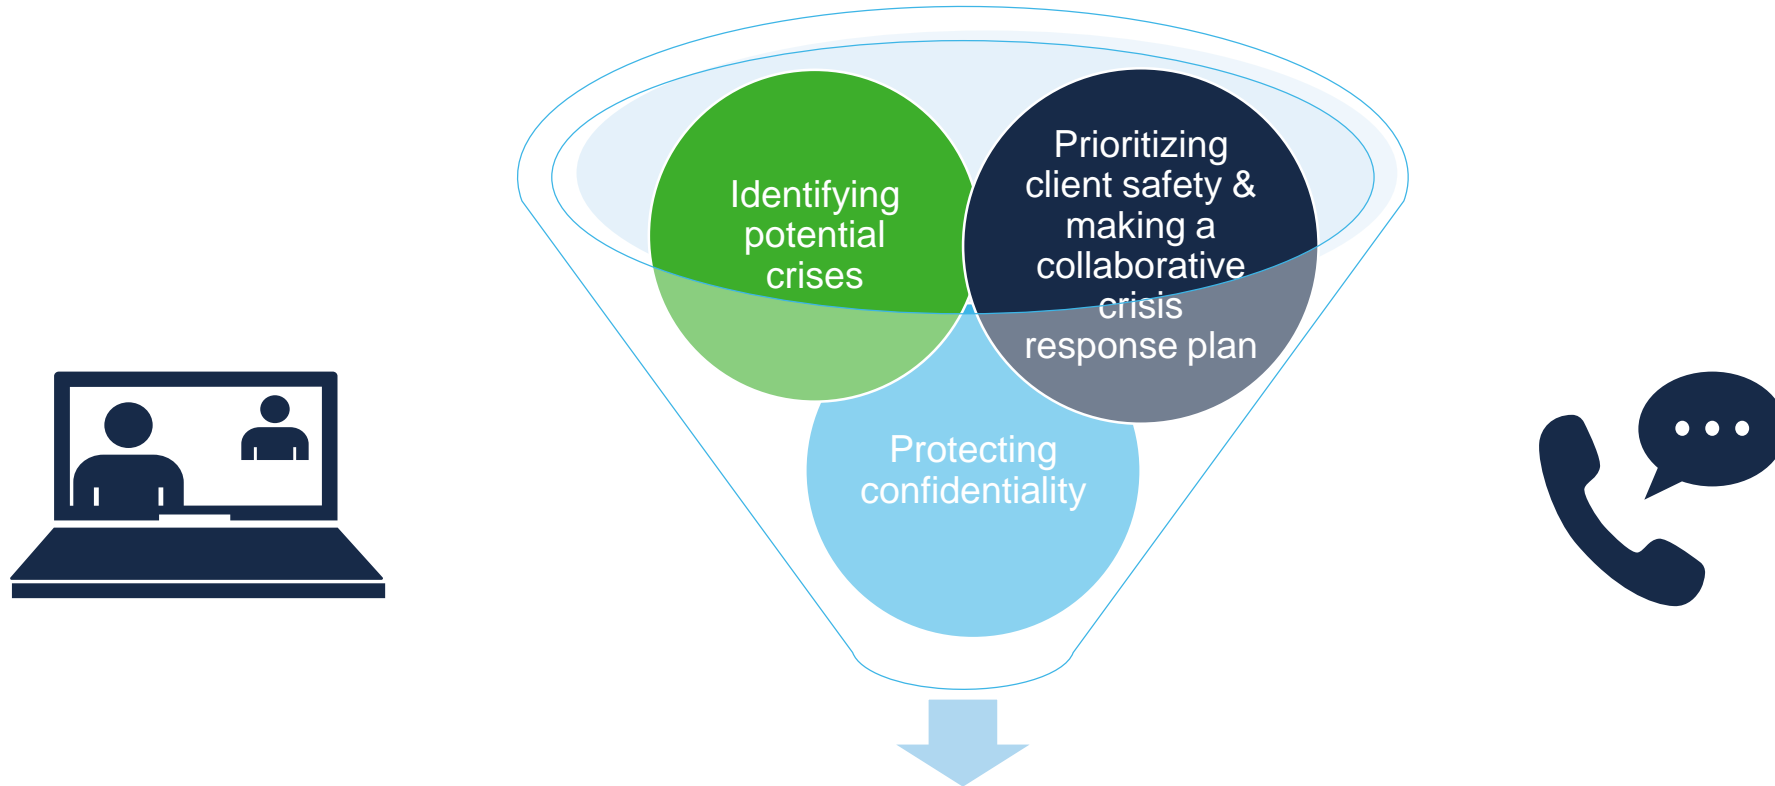 Identifying
potential
crises
Prioritizing
client safety &
making a
collaborative
crisis
response plan
Protecting
confidentiality